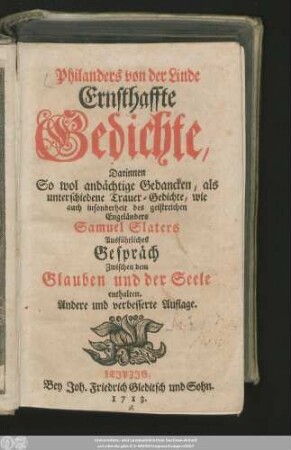 Philanders von der Linde
Ernsthaffte
Gedichte,
Darinnen
So wol andächtige Gedancken, als
unterschiedene Trauer-Gedichte, wie
auch insonderheit des geistreichen
Engeländers
Samuel Slaters
Ausführliches
Gespräch
Zwischen dem
Glauben und der Seele
enthalten.
Andere und verbesserte Auflage.
LEJPZJG.
Bey Joh. Friedrich Gleditsch und Sohn.
1713.